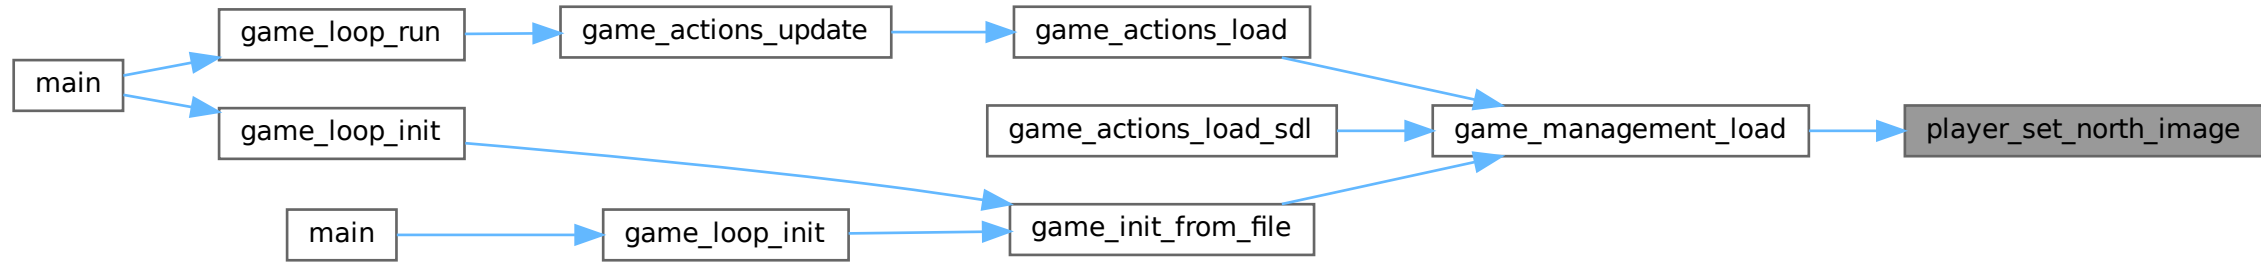 main
game_loop_run
game_actions_update
game_actions_load
game_loop_init
game_actions_load_sdl
game_management_load
player_set_north_image
main
game_loop_init
game_init_from_file